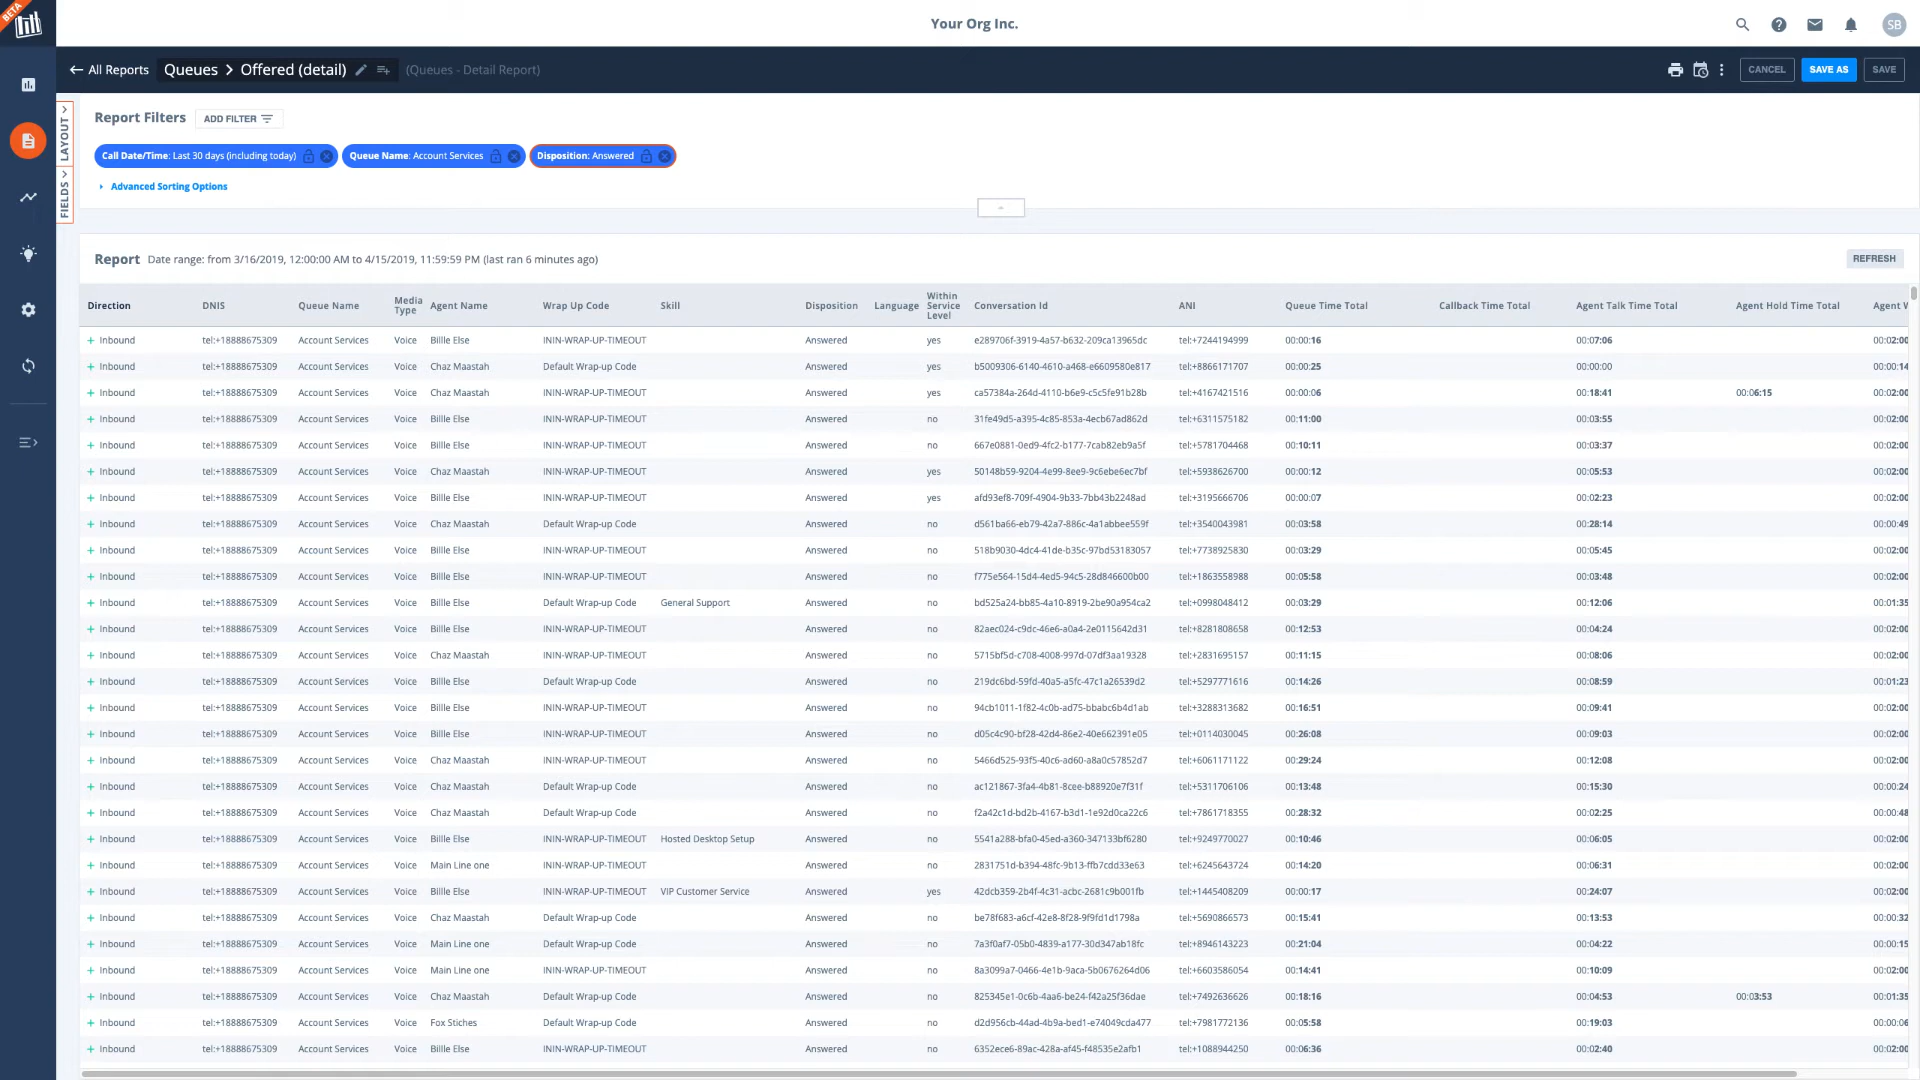 BETA
Your Org Inc.
SB
All Reports Queues > Offered (detail) (Queues - Detail Report)
CANCEL SAVE AS SAVE
LAYOUT
FIELDS
Report Filters ADD FILTER
Call Date/Time: Last 30 days (including today) Queue Name: Account Services Disposition: Answered
Advanced Sorting Options
Report Date range: from 3/16/2019, 12:00:00 AM to 4/15/2019, 11:59:59 PM (last ran 6 minutes ago) REFRESH
Direction DNIS Queue Name Media Type Agent Name Wrap Up Code Skill Disposition Language Within Service Level Conversation Id ANI Queue Time Total Callback Time Total Agent Talk Time Total Agent Hold Time Total Agent W
+ Inbound tel:+18888675309 Account Services Voice Billle Else ININ-WRAP-UP-TIMEOUT Answered yes e289706f-3919-4a57-b632-209ca13965dc tel:+7244194999 00:00:16 00:07:06 00:02:00
+ Inbound tel:+18888675309 Account Services Voice Chaz Maastah Default Wrap-up Code Answered yes b5009306-6140-4610-a468-e6609580e817 tel:+8866171707 00:00:25 00:00:00 00:00:14
+ Inbound tel:+18888675309 Account Services Voice Chaz Maastah ININ-WRAP-UP-TIMEOUT Answered yes ca57384a-264d-4110-b6e9-c5c5fe91b28b tel:+4167421516 00:00:06 00:18:41 00:06:15 00:02:00
+ Inbound tel:+18888675309 Account Services Voice Billle Else ININ-WRAP-UP-TIMEOUT Answered no 31fe49d5-a395-4c85-853a-4ecb67ad862d tel:+6311575182 00:11:00 00:03:55 00:02:00
+ Inbound tel:+18888675309 Account Services Voice Billle Else ININ-WRAP-UP-TIMEOUT Answered no 667e0881-0ed9-4fc2-b177-7cab82eb9a5f tel:+5781704468 00:10:11 00:03:37 00:02:00
+ Inbound tel:+18888675309 Account Services Voice Chaz Maastah ININ-WRAP-UP-TIMEOUT Answered yes 50148b59-9204-4e99-8ee9-9c6ebe6ec7bf tel:+5938626700 00:00:12 00:05:53 00:02:00
+ Inbound tel:+18888675309 Account Services Voice Billle Else ININ-WRAP-UP-TIMEOUT Answered yes afd93ef8-709f-4904-9b33-7bb43b2248ad tel:+3195666706 00:00:07 00:02:23 00:02:00
+ Inbound tel:+18888675309 Account Services Voice Chaz Maastah Default Wrap-up Code Answered no d561ba66-eb79-42a7-886c-4a1abbee559f tel:+3540043981 00:03:58 00:28:14 00:00:49
+ Inbound tel:+18888675309 Account Services Voice Billle Else ININ-WRAP-UP-TIMEOUT Answered no 518b9030-4dc4-41de-b35c-97bd53183057 tel:+7738925830 00:03:29 00:05:45 00:02:00
+ Inbound tel:+18888675309 Account Services Voice Billle Else ININ-WRAP-UP-TIMEOUT Answered no f775e564-15d4-4ed5-94c5-28d846600b00 tel:+1863558988 00:05:58 00:03:48 00:02:00
+ Inbound tel:+18888675309 Account Services Voice Billle Else Default Wrap-up Code General Support Answered no bd525a24-bb85-4a10-8919-2be90a954ca2 tel:+0998048412 00:03:29 00:12:06 00:01:35
+ Inbound tel:+18888675309 Account Services Voice Billle Else ININ-WRAP-UP-TIMEOUT Answered no 82aec024-c9dc-46e6-a0a4-2e0115642d31 tel:+8281808658 00:12:53 00:04:24 00:02:00
+ Inbound tel:+18888675309 Account Services Voice Chaz Maastah ININ-WRAP-UP-TIMEOUT Answered no 5715bf5d-c708-4008-997d-07df3aa19328 tel:+2831695157 00:11:15 00:08:06 00:02:00
+ Inbound tel:+18888675309 Account Services Voice Billle Else Default Wrap-up Code Answered no 219dc6bd-59fd-40a5-a5fc-47c1a26539d2 tel:+5297771616 00:14:26 00:08:59 00:01:23
+ Inbound tel:+18888675309 Account Services Voice Billle Else ININ-WRAP-UP-TIMEOUT Answered no 94cb1011-1f82-4c0b-ad75-bbabc6b4d1ab tel:+3288313682 00:16:51 00:09:41 00:02:00
+ Inbound tel:+18888675309 Account Services Voice Billle Else ININ-WRAP-UP-TIMEOUT Answered no d05c4c90-bf28-42d4-86e2-40e662391e05 tel:+0114030045 00:26:08 00:09:03 00:02:00
+ Inbound tel:+18888675309 Account Services Voice Chaz Maastah ININ-WRAP-UP-TIMEOUT Answered no 5466d525-93f5-40c6-ad60-a8a0c57852d7 tel:+6061171122 00:29:24 00:12:08 00:02:00
+ Inbound tel:+18888675309 Account Services Voice Chaz Maastah Default Wrap-up Code Answered no ac121867-3fa4-4b81-8cee-b88920e7f31f tel:+5311706106 00:13:48 00:15:30 00:00:24
+ Inbound tel:+18888675309 Account Services Voice Chaz Maastah Default Wrap-up Code Answered no f2a42c1d-bd2b-4167-b3d1-1e92d0ca22c6 tel:+7861718355 00:28:32 00:02:25 00:00:48
+ Inbound tel:+18888675309 Account Services Voice Billle Else ININ-WRAP-UP-TIMEOUT Hosted Desktop Setup Answered no 5541a288-bfa0-45ed-a360-347133bf6280 tel:+9249770027 00:10:46 00:06:05 00:02:00
+ Inbound tel:+18888675309 Account Services Voice Main Line one ININ-WRAP-UP-TIMEOUT Answered no 2831751d-b394-48fc-9b13-ffb7cdd33e63 tel:+6245643724 00:14:20 00:06:31 00:02:00
+ Inbound tel:+18888675309 Account Services Voice Billle Else ININ-WRAP-UP-TIMEOUT VIP Customer Service Answered yes 42dcb359-2b4f-4c31-acbc-2681c9b001fb tel:+1445408209 00:00:17 00:24:07 00:02:00
+ Inbound tel:+18888675309 Account Services Voice Chaz Maastah Default Wrap-up Code Answered no be78f683-a6cf-42e8-8f28-9f9fd1d1798a tel:+5690866573 00:15:41 00:13:53 00:00:32
+ Inbound tel:+18888675309 Account Services Voice Main Line one Default Wrap-up Code Answered no 7a3f0af7-05b0-4839-a177-30d347ab18fc tel:+8946143223 00:21:04 00:04:22 00:00:15
+ Inbound tel:+18888675309 Account Services Voice Main Line one ININ-WRAP-UP-TIMEOUT Answered no 8a3099a7-0466-4e1b-9aca-5b0676264d06 tel:+6603586054 00:14:41 00:10:09 00:02:00
+ Inbound tel:+18888675309 Account Services Voice Chaz Maastah Default Wrap-up Code Answered no 825345e1-0c6b-4aa6-be24-f42a25f36dae tel:+7492636626 00:18:16 00:04:53 00:03:53 00:01:35
+ Inbound tel:+18888675309 Account Services Voice Fox Stiches Default Wrap-up Code Answered no d2d956cb-44ad-4b9a-bed1-e74049cda477 tel:+7981772136 00:05:58 00:19:03 00:00:06
+ Inbound tel:+18888675309 Account Services Voice Billle Else ININ-WRAP-UP-TIMEOUT Answered no 6352ece6-89ac-428a-af45-f48535e2afb1 tel:+1088944250 00:06:36 00:02:40 00:02:00